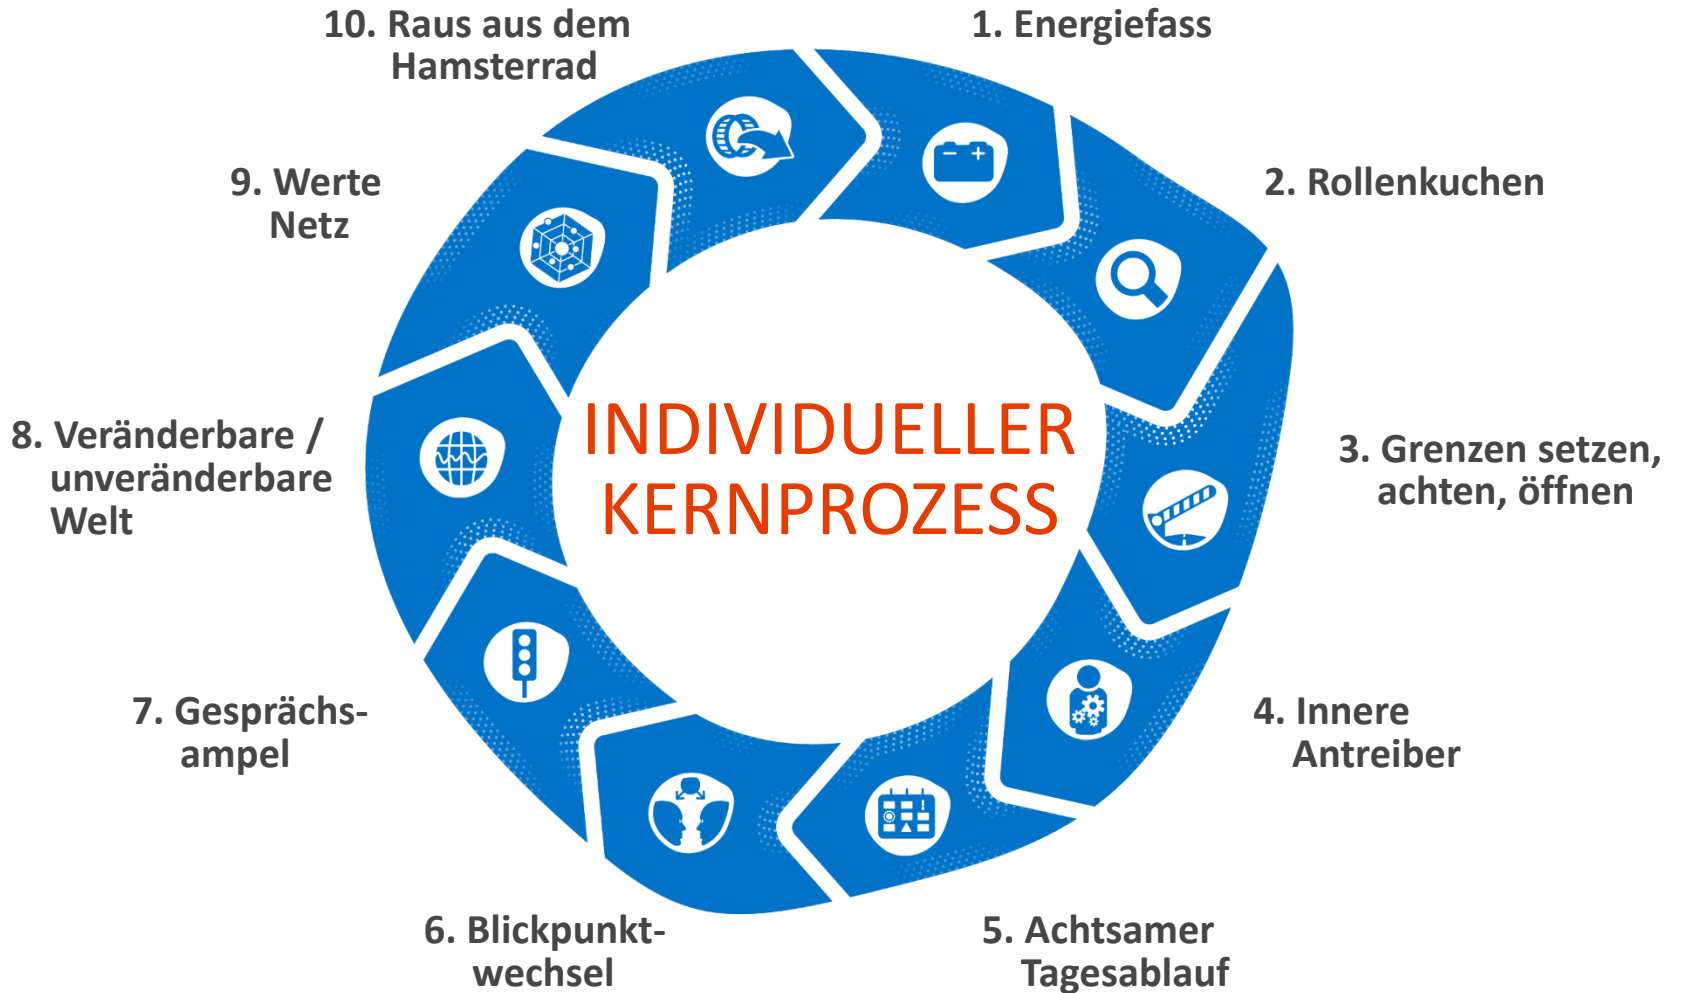 10. Raus aus dem
Hamsterrad
1. Energiefass
9. Werte
Netz
2. Rollenkuchen
8. Veränderbare /
unveränderbare
Welt
INDIVIDUELLER
KERNPROZESS
3. Grenzen setzen,
achten, öffnen
7. Gesprächs-
ampel
4. Innere
Antreiber
6. Blickpunkt-
wechsel
5. Achtsamer
Tagesablauf